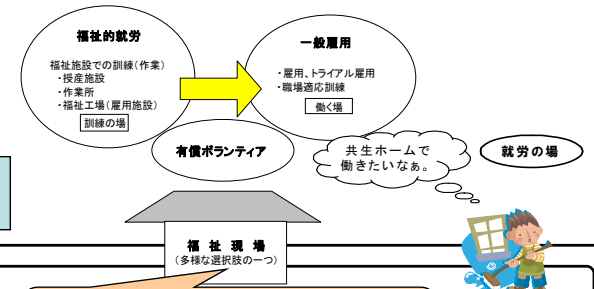 福祉的就労
福祉施設での訓練(作業)
・授産施設
・作業所
・福祉工場(雇用施設)
訓練の場
一般雇用
・雇用、トライアル雇用
・職場適応訓練
働く場
有償ボランティア
共生ホームで
働きたいなぁ。
就労の場
福祉現場
(多様な選択肢の一つ)